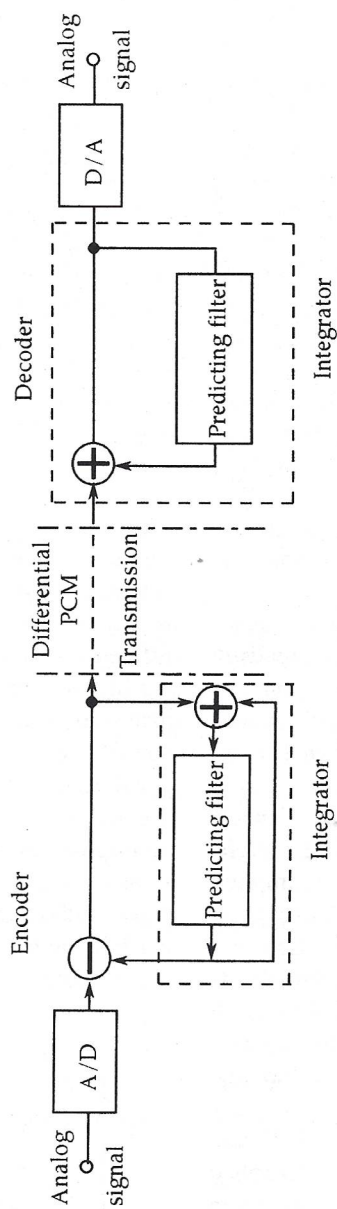 Encoder
Analog
signal
A/D
−
Predicting filter
+
Integrator
Differential
PCM
Transmission
Decoder
+
Predicting filter
Integrator
D/A
Analog
signal